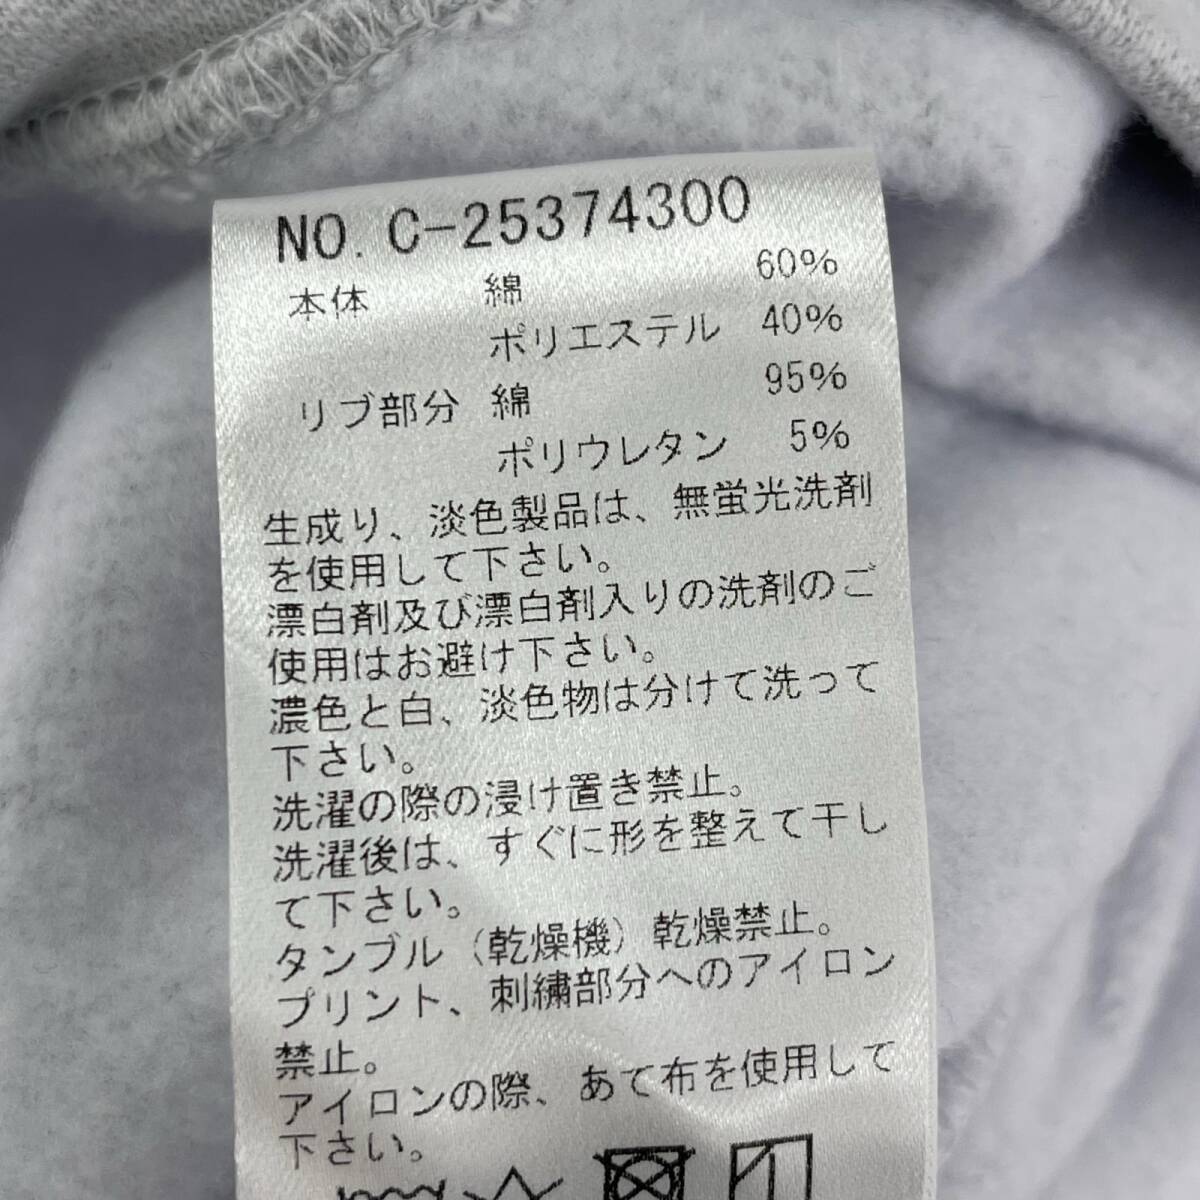 NO. C-25374300
本体 綿 60%
ポリエステル 40%
リブ部分 綿 95%
ポリウレタン 5%
生成り、淡色製品は、無蛍光洗剤
を使用して下さい。
漂白剤及び漂白剤入りの洗剤のご
使用はお避け下さい。
濃色と白、淡色物は分けて洗って
下さい。
洗濯の際の浸け置き禁止。
洗濯後は、すぐに形を整えて干し
て下さい。
タンブル（乾燥機）乾燥禁止。
プリント、刺繍部分へのアイロン
禁止。
アイロンの際、あて布を使用して
下さい。